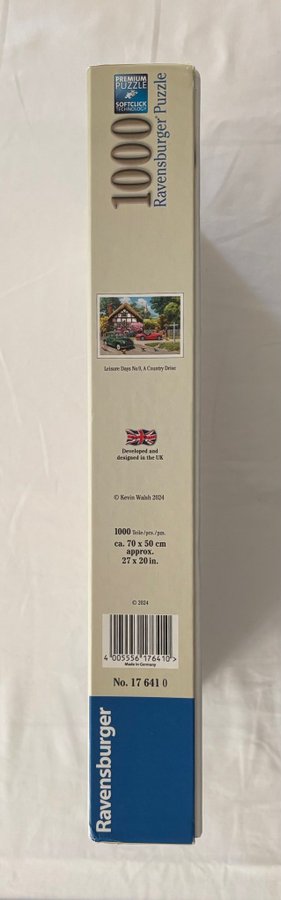 PREMIUM
PUZZLE
SOFTCLICK
TECHNOLOGY
1000
Ravensburger Puzzle
Leisure Days No9, A Country Drive
Developed and
designed in the UK
© Kevin Walsh 2024
1000 Teile/pcs./pzs.
ca. 70 x 50 cm
approx.
27 x 20 in.
© 2024
4 005556 176410 >
Made in Germany
No. 17 641 0
Ravensburger